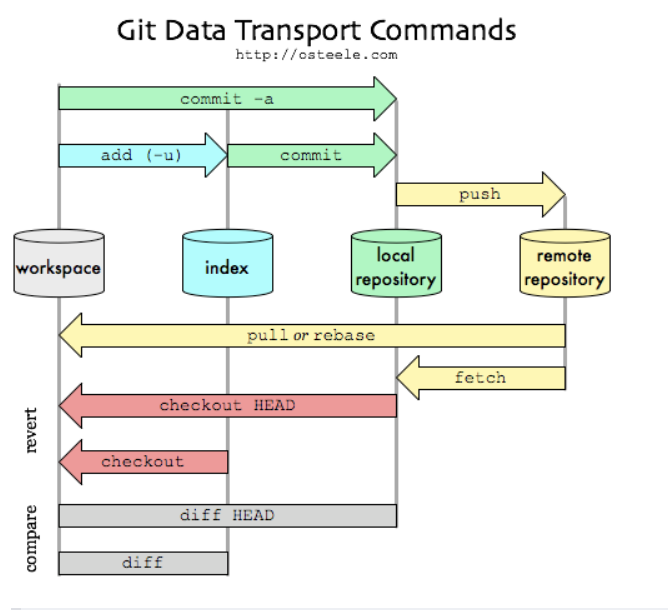 Git Data Transport Commands
http://osteele.com
commit -a
add (-u)
commit
push
workspace
index
local
repository
remote
repository
pull or rebase
fetch
revert
checkout HEAD
checkout
compare
diff HEAD
diff